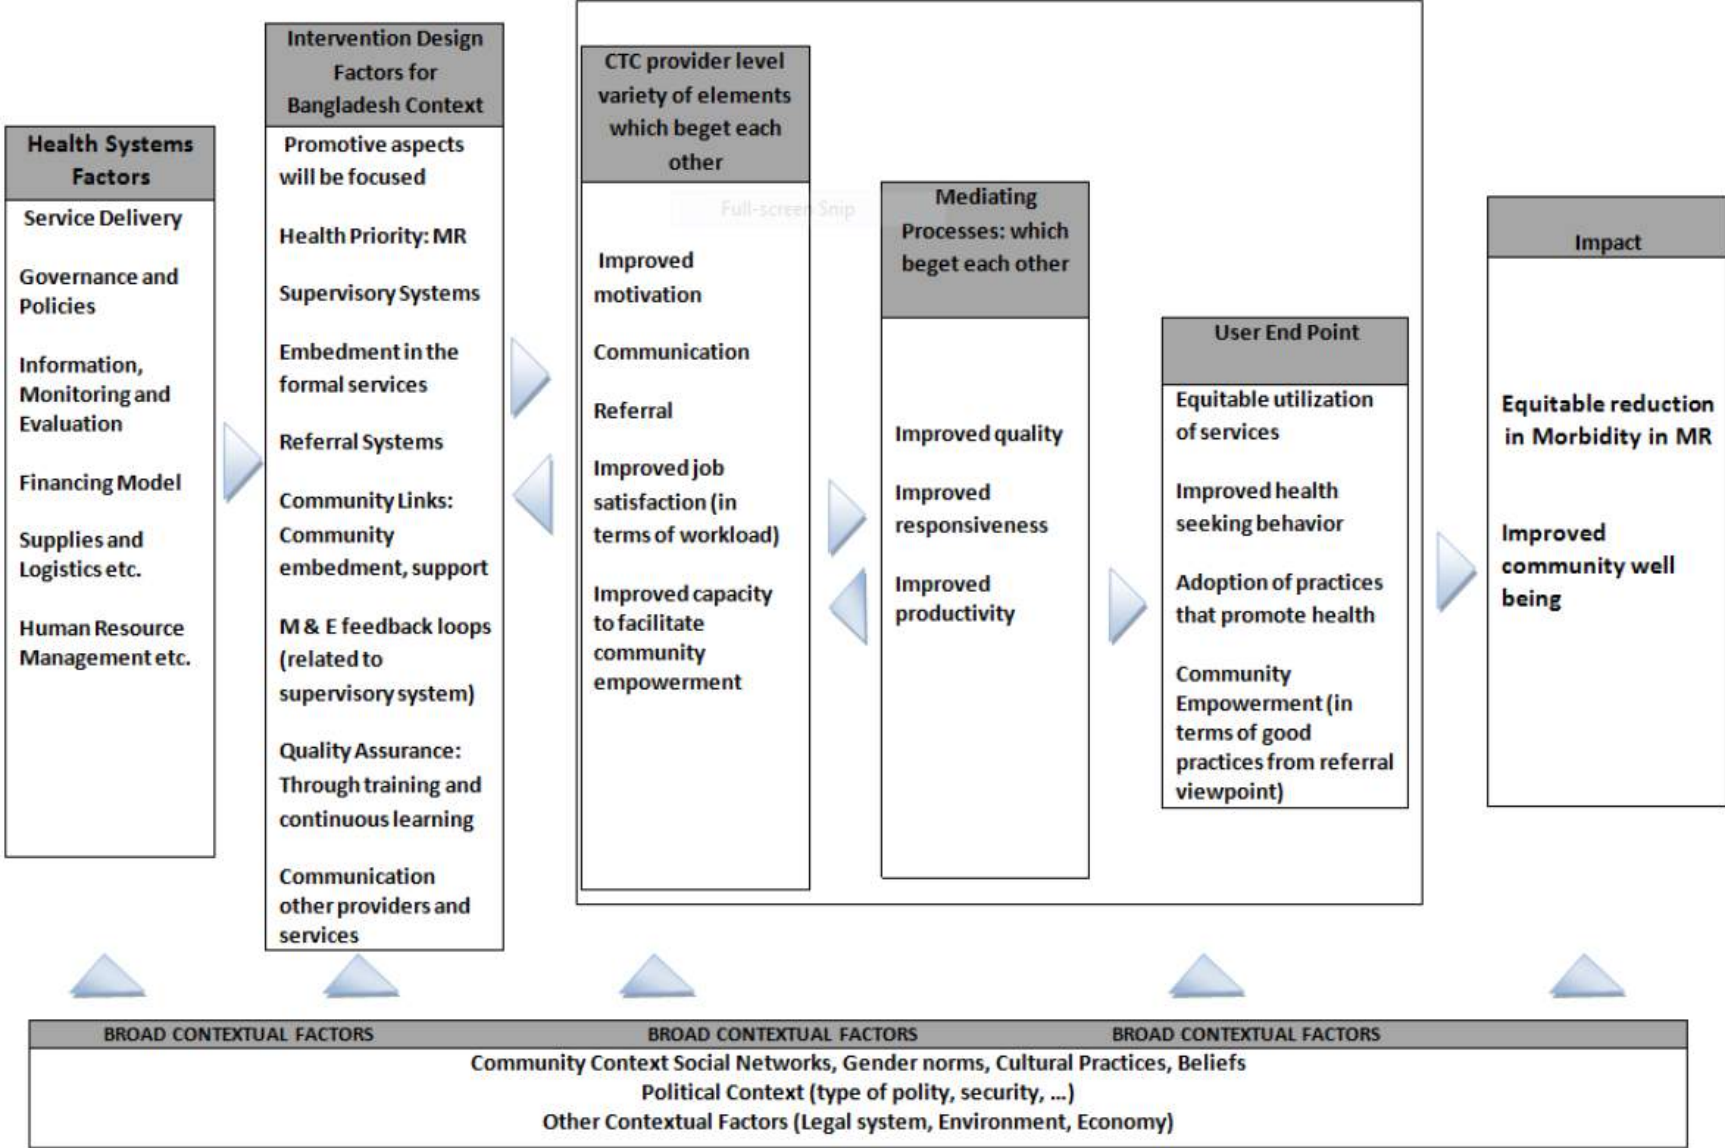 Health Systems
Factors
Service Delivery
Governance and
Policies
Information,
Monitoring and
Evaluation
Financing Model
Supplies and
Logistics etc.
Human Resource
Management etc.
Intervention Design
Factors for
Bangladesh Context
Promotive aspects
will be focused
Health Priority: MR
Supervisory Systems
Embedment in the
formal services
Referral Systems
Community Links:
Community
embedment, support
M & E feedback loops
(related to
supervisory system)
Quality Assurance:
Through training and
continuous learning
Communication
other providers and
services
CTC provider level
variety of elements
which beget each
other
Full-screen Snip
Improved
motivation
Communication
Referral
Improved job
satisfaction (in
terms of workload)
Improved capacity
to facilitate
community
empowerment
Mediating
Processes: which
beget each other
Improved quality
Improved
responsiveness
Improved
productivity
User End Point
Equitable utilization
of services
Improved health
seeking behavior
Adoption of practices
that promote health
Community
Empowerment (in
terms of good
practices from referral
viewpoint)
Impact
Equitable reduction
in Morbidity in MR
Improved
community well
being
BROAD CONTEXTUAL FACTORS BROAD CONTEXTUAL FACTORS BROAD CONTEXTUAL FACTORS
Community Context Social Networks, Gender norms, Cultural Practices, Beliefs
Political Context (type of polity, security, ...)
Other Contextual Factors (Legal system, Environment, Economy)